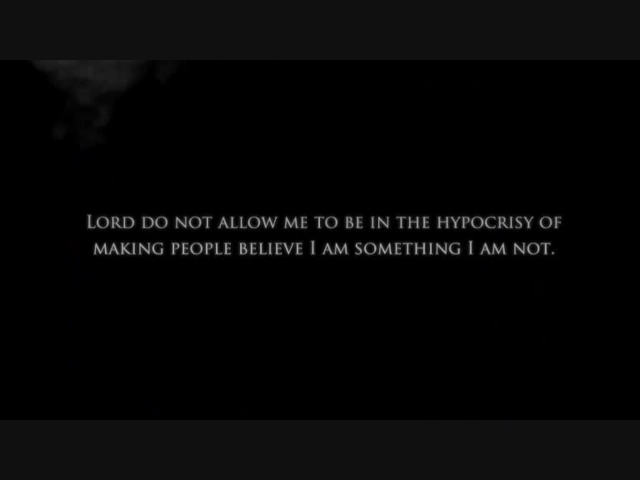 Lord do not allow me to be in the hypocrisy of
making people believe I am something I am not.